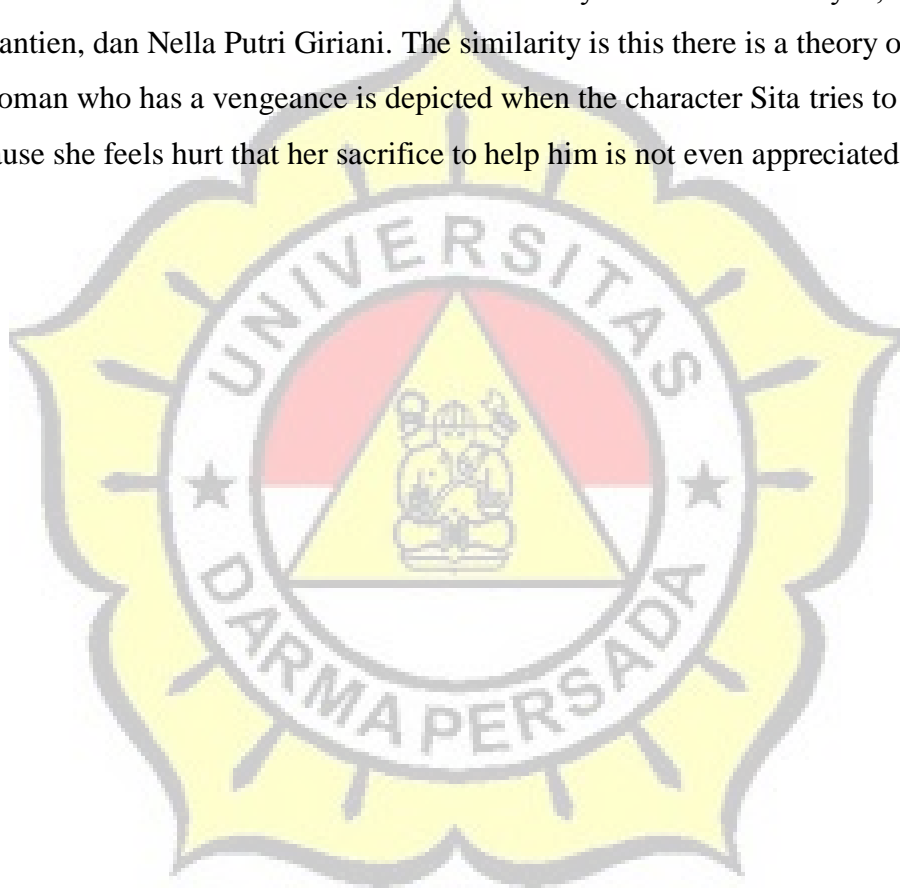 antien, dan Nella Putri Giriani. The similarity is this there is a theory o
oman who has a vengeance is depicted when the character Sita tries to
ause she feels hurt that her sacrifice to help him is not even appreciated
UNIVERSITAS
DARMA PERSADA